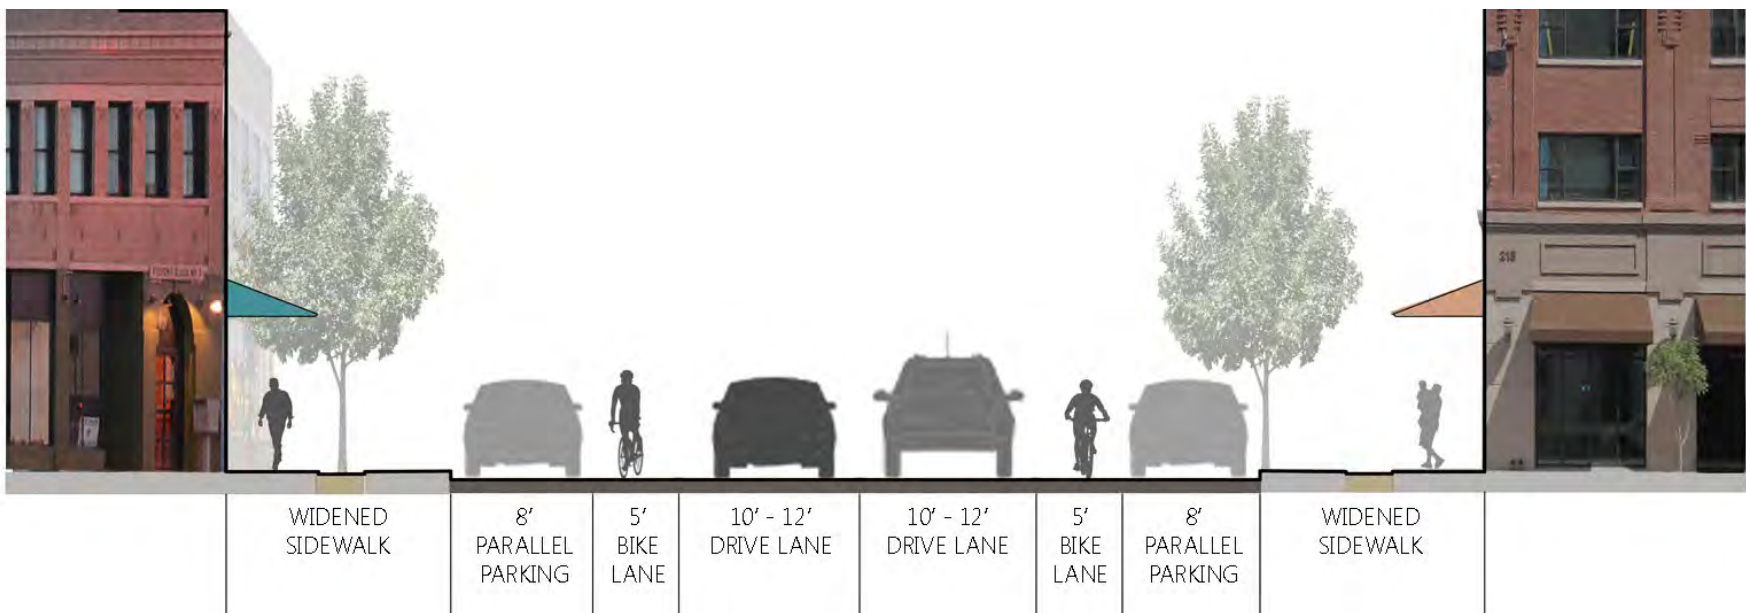 WIDENED
SIDEWALK
8'
PARALLEL
PARKING
5'
BIKE
LANE
10' - 12'
DRIVE LANE
10' - 12'
DRIVE LANE
5'
BIKE
LANE
8'
PARALLEL
PARKING
WIDENED
SIDEWALK
218